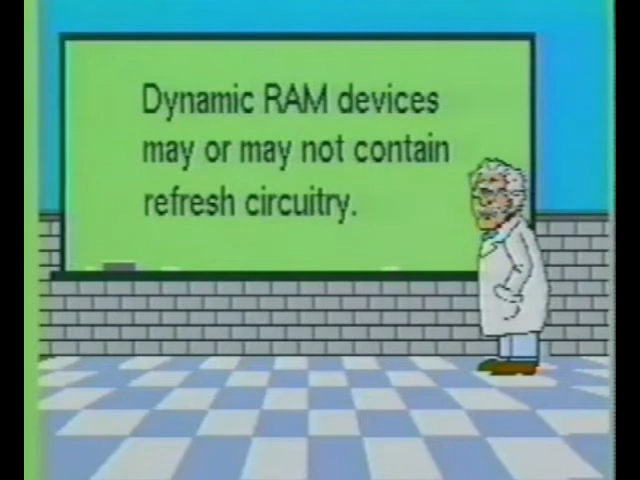 Dynamic RAM devices
may or may not contain
refresh circuitry.